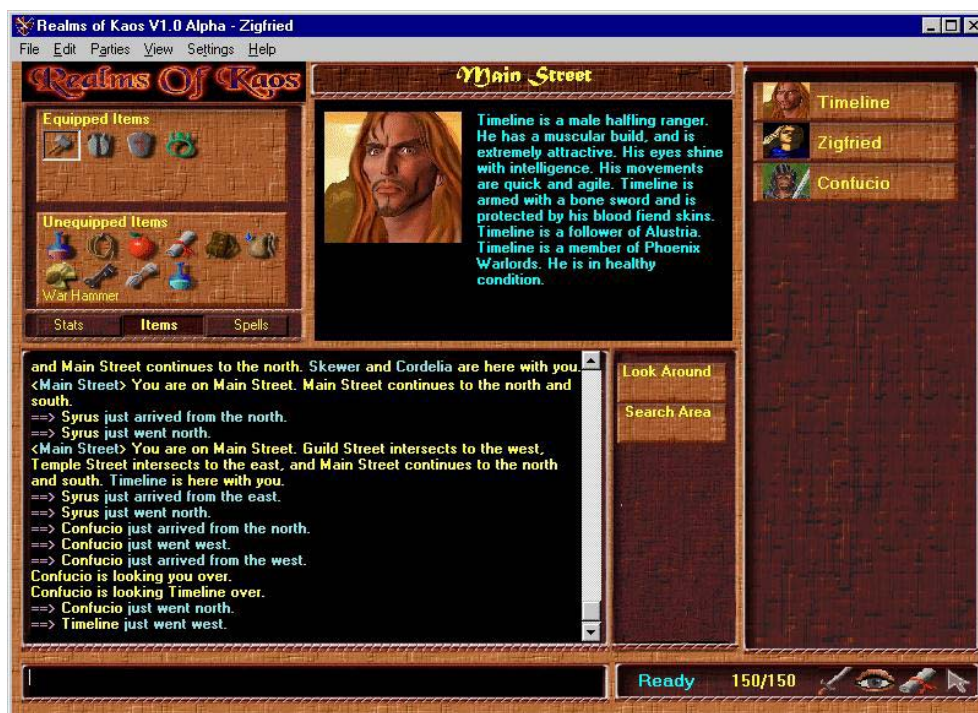 Realms of Kaos V1.0 Alpha - Zigfried
File Edit Parties View Settings Help
Realms Of Kaos
Equipped Items
Unequipped Items
War Hammer
Stats Items Spells
Main Street
Timeline is a male halfling ranger.
He has a muscular build, and is
extremely attractive. His eyes shine
with intelligence. His movements
are quick and agile. Timeline is
armed with a bone sword and is
protected by his blood fiend skins.
Timeline is a follower of Alustria.
Timeline is a member of Phoenix
Warlords. He is in healthy
condition.
Timeline
Zigfried
Confucio
and Main Street continues to the north. Skewer and Cordelia are here with you.
<Main Street> You are on Main Street. Main Street continues to the north and
south.
==> Syrus just arrived from the north.
==> Syrus just went north.
<Main Street> You are on Main Street. Guild Street intersects to the west,
Temple Street intersects to the east, and Main Street continues to the north
and south. Timeline is here with you.
==> Syrus just arrived from the east.
==> Syrus just went north.
==> Confucio just arrived from the north.
==> Confucio just went west.
==> Confucio just arrived from the west.
Confucio is looking you over.
Confucio is looking Timeline over.
==> Confucio just went north.
==> Timeline just went west.
Look Around
Search Area
Ready 150/150